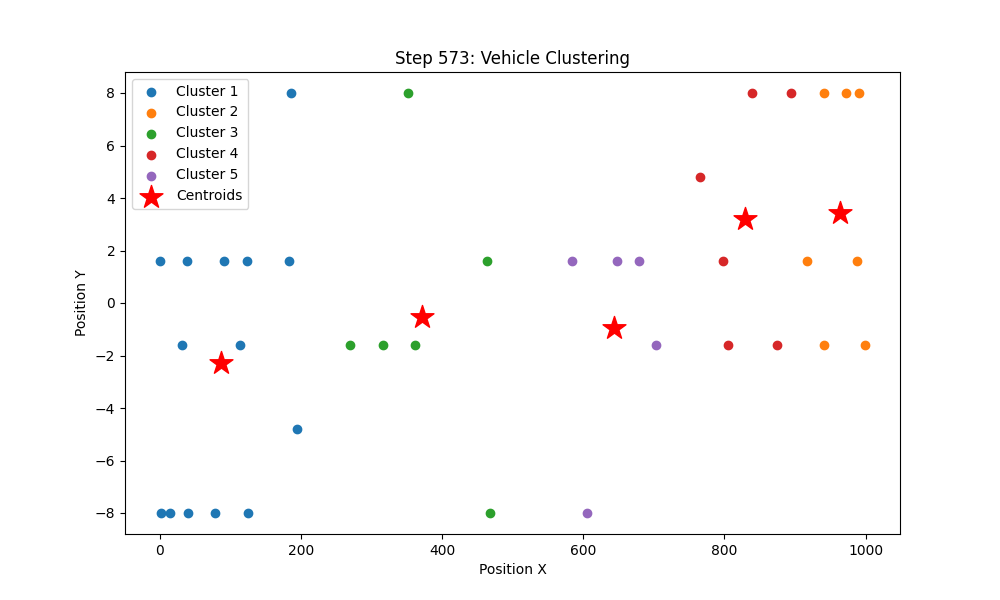 Step 573: Vehicle Clustering
Cluster 1
Cluster 2
Cluster 3
Cluster 4
Cluster 5
Centroids
Position Y
8
6
4
2
0
−2
−4
−6
−8
0 200 400 600 800 1000
Position X